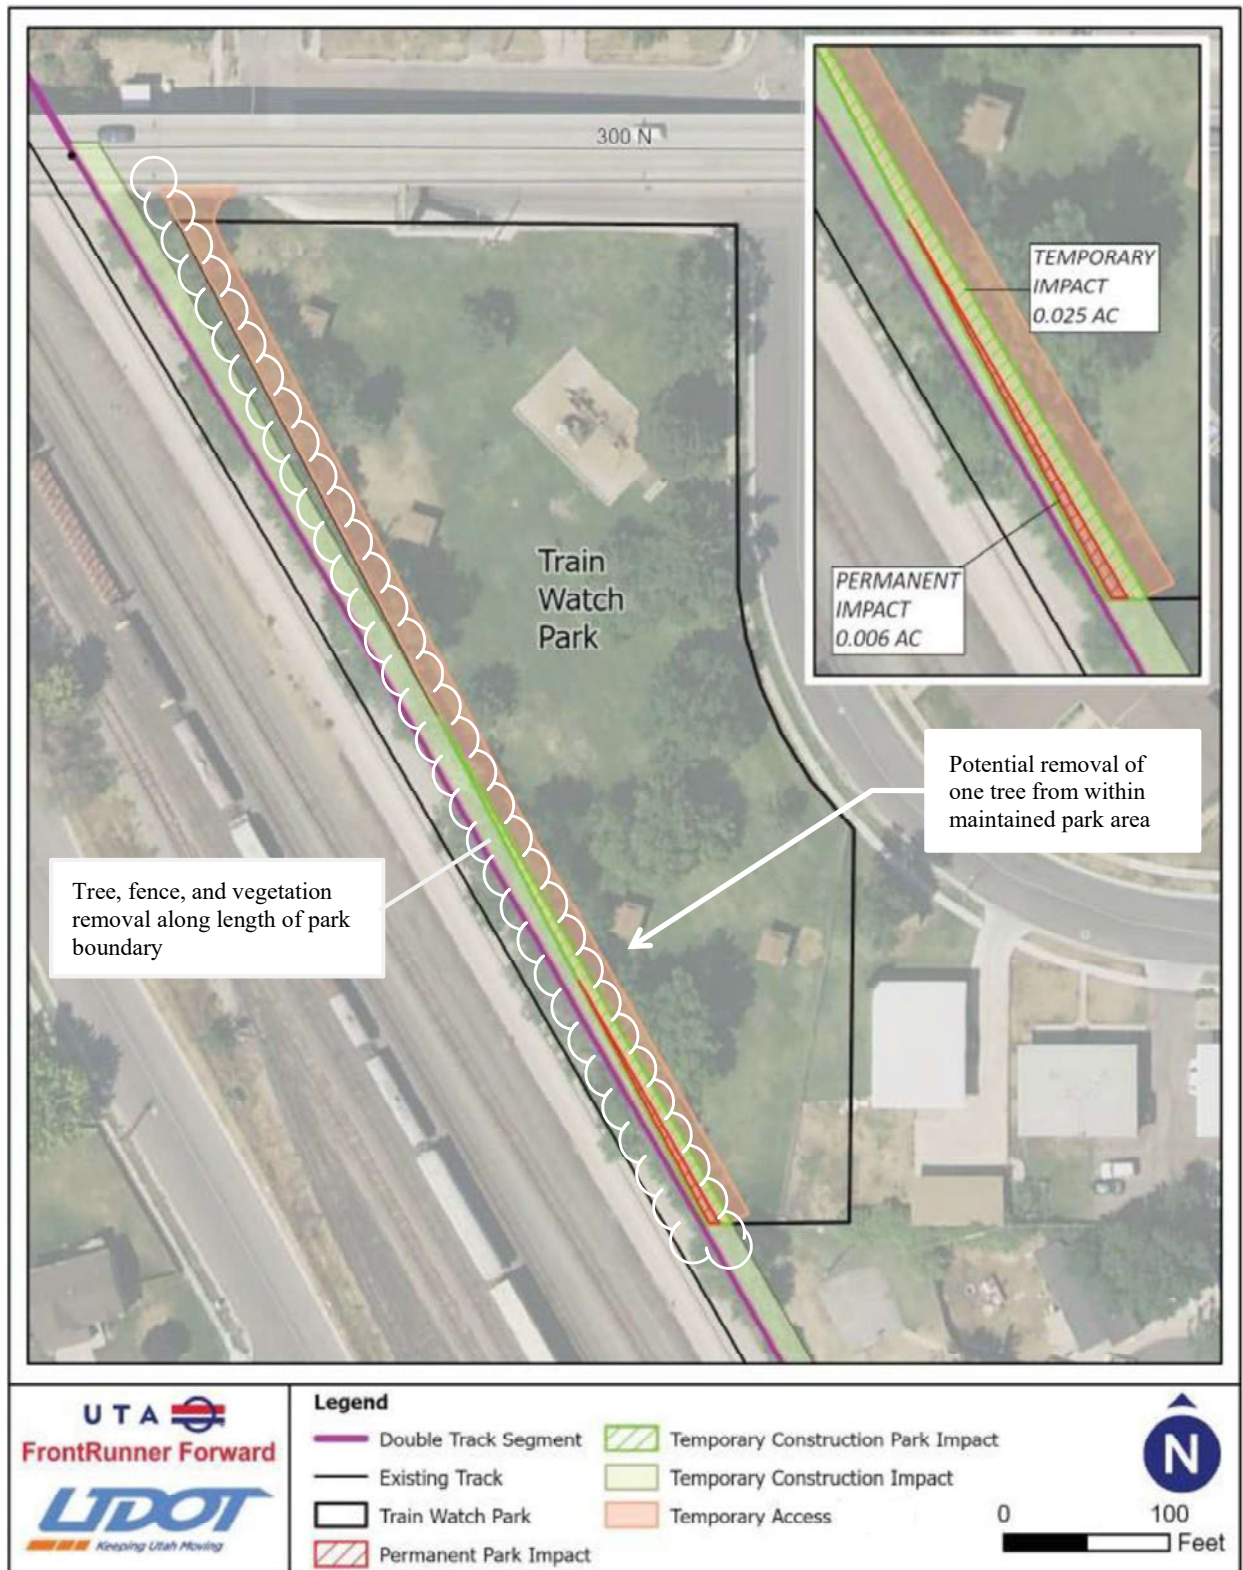 300 N
TEMPORARY
IMPACT
0.025 AC
PERMANENT
IMPACT
0.006 AC
Train
Watch
Park
Potential removal of
one tree from within
maintained park area
Tree, fence, and vegetation
removal along length of park
boundary
UTA
FrontRunner Forward
UDOT
Keeping Utah Moving
Legend
Double Track Segment
Existing Track
Train Watch Park
Permanent Park Impact
Temporary Construction Park Impact
Temporary Construction Impact
Temporary Access
N
0 100
Feet